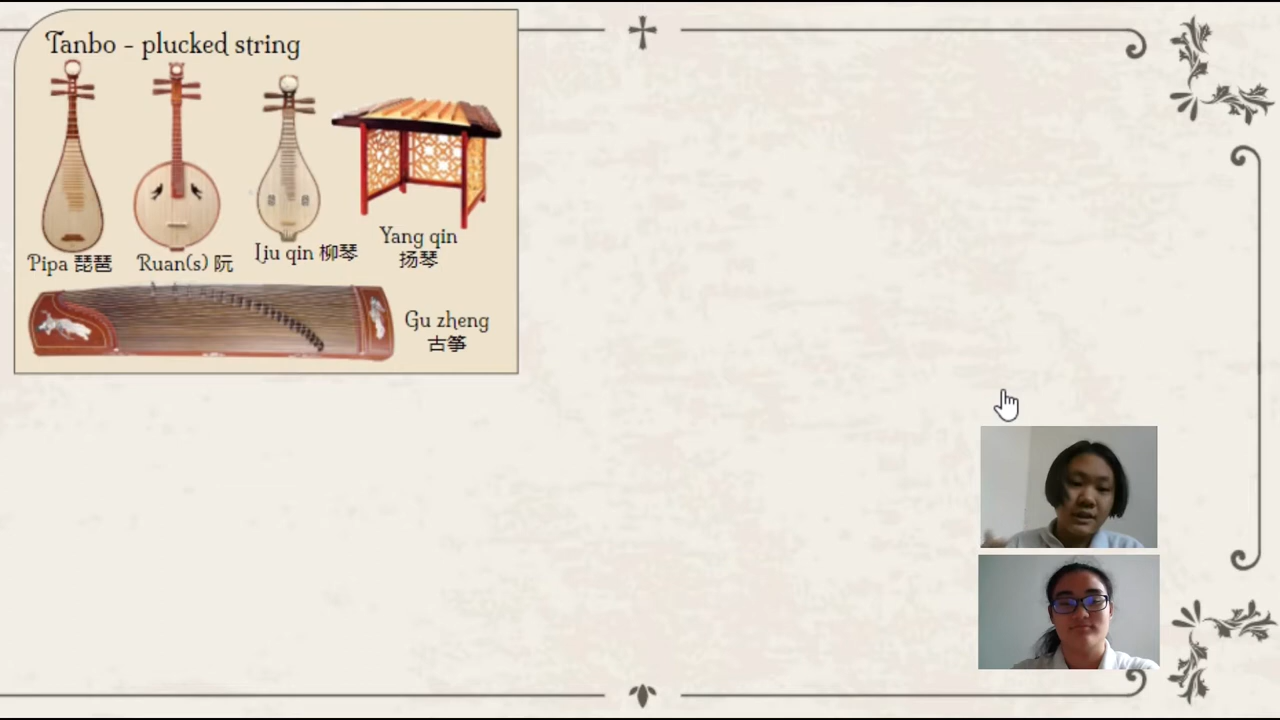 Tanbo - plucked string
Pipa 琵琶
Ruan(s) 阮
Liu qin 柳琴
Yang qin
扬琴
Gu zheng
古筝